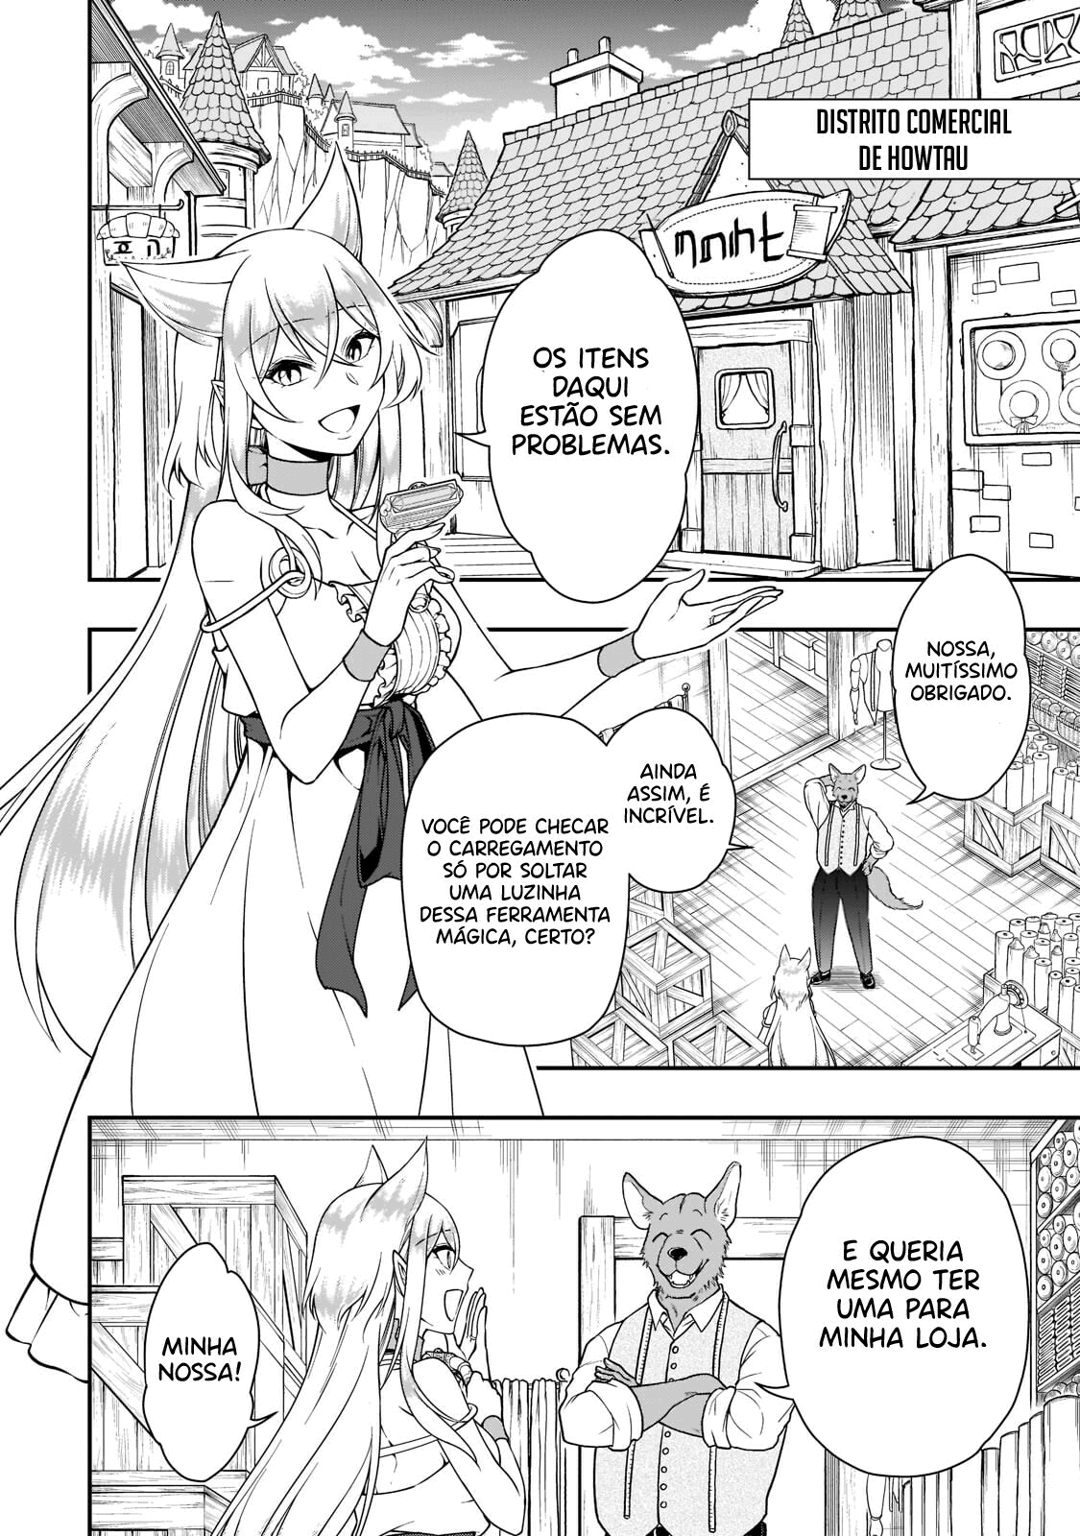 DISTRITO COMERCIAL
DE HOWTAU
OS ITENS
DAQUI
ESTÃO SEM
PROBLEMAS.
NOSSA,
MUITÍSSIMO
OBRIGADO.
AINDA
ASSIM, É
INCRÍVEL.
VOCÊ PODE CHECAR
O CARREGAMENTO
SÓ POR SOLTAR
UMA LUZINHA
DESSA FERRAMENTA
MÁGICA, CERTO?
E QUERIA
MESMO TER
UMA PARA
MINHA LOJA.
MINHA
NOSSA!